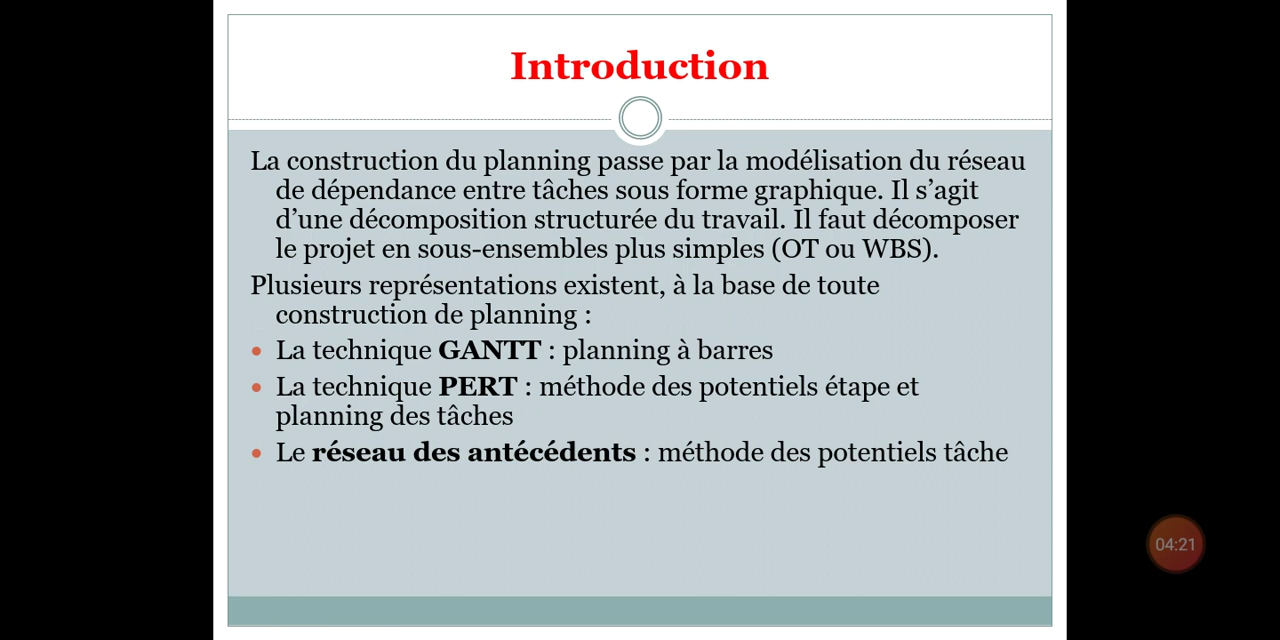 Introduction
La construction du planning passe par la modélisation du réseau
de dépendance entre tâches sous forme graphique. Il s’agit
d’une décomposition structurée du travail. Il faut décomposer
le projet en sous-ensembles plus simples (OT ou WBS).
Plusieurs représentations existent, à la base de toute
construction de planning :
• La technique GANTT : planning à barres
• La technique PERT : méthode des potentiels étape et
planning des tâches
• Le réseau des antécédents : méthode des potentiels tâche
04:21